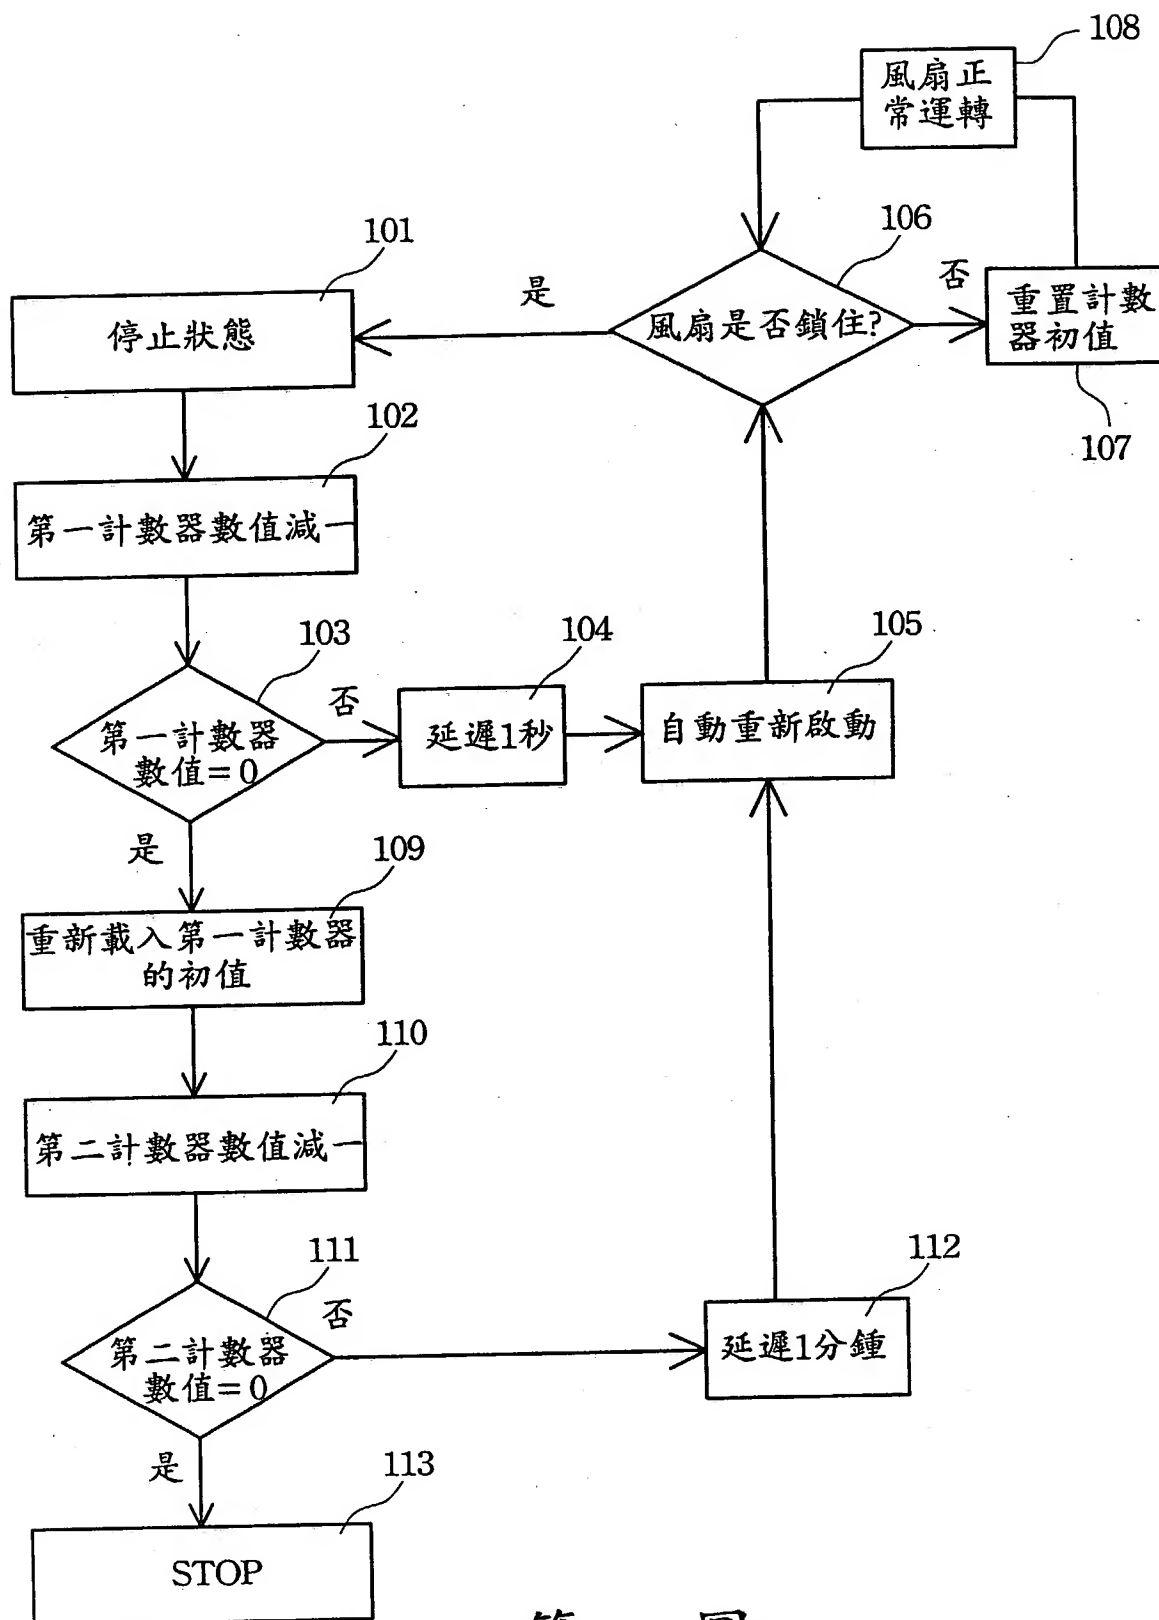 108
風扇正
常運轉
101
106
是
否
停止狀態
風扇是否鎖住?
重置計數
器初值
102
107
第一計數器數值減一
103
104
105
否
第一計數器
數值=0
延遲1秒
自動重新啟動
是
109
重新載入第一計數器
的初值
110
第二計數器數值減一
111
112
否
第二計數器
數值=0
延遲1分鍾
是
113
STOP